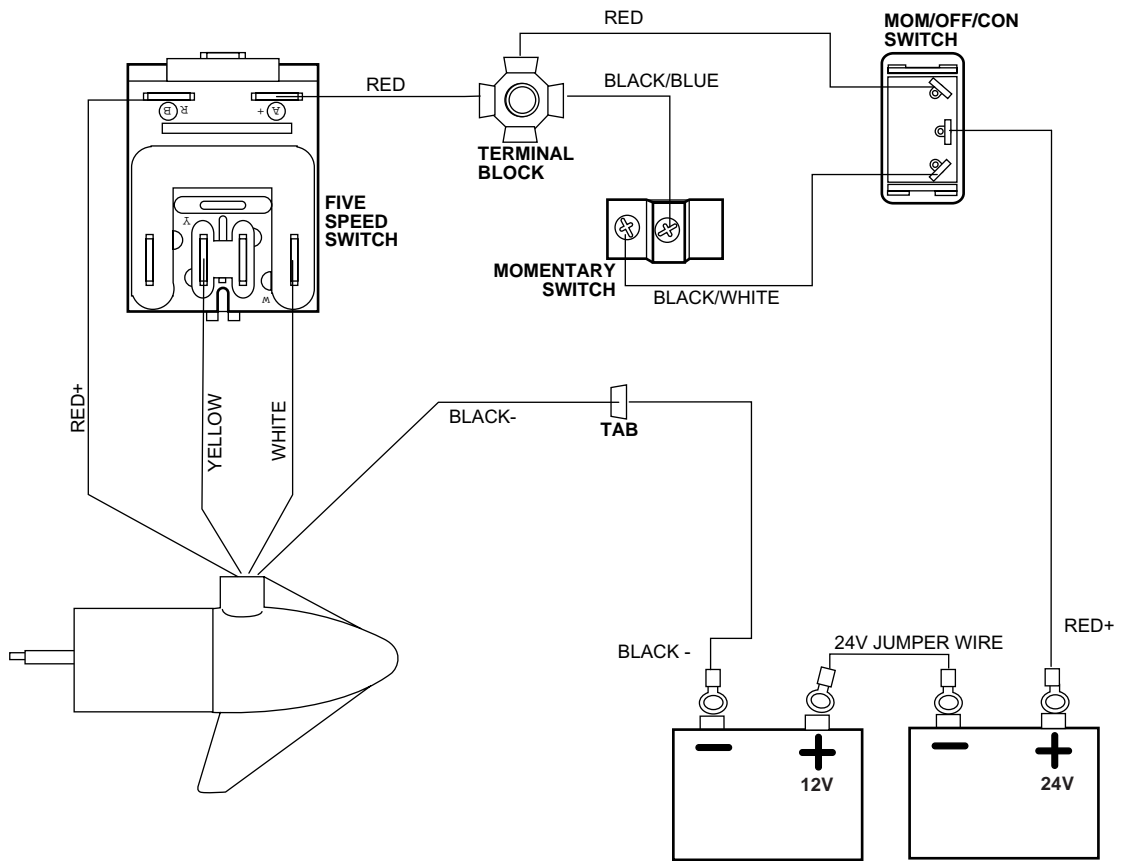 RED
MOM/OFF/CON
SWITCH
RED
BLACK/BLUE
B
R
A
+
TERMINAL
BLOCK
FIVE
SPEED
SWITCH
Y
W
MOMENTARY
SWITCH
BLACK/WHITE
RED+
YELLOW
WHITE
BLACK-
TAB
BLACK -
24V JUMPER WIRE
RED+
–
+
–
+
12V
24V